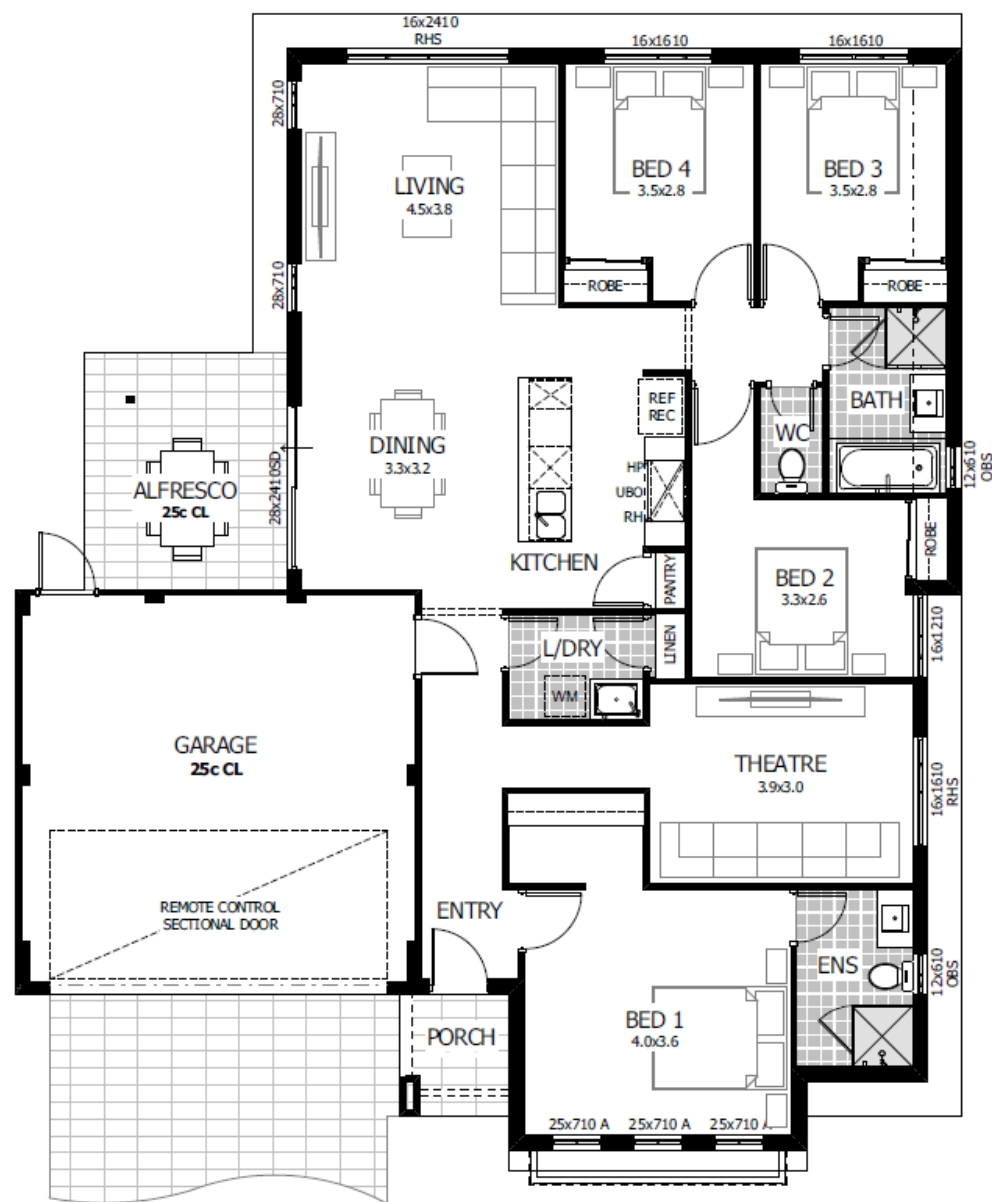 16x2410
RHS
16x1610
16x1610
28x710
LIVING
4.5x3.8
BED 4
3.5x2.8
BED 3
3.5x2.8
28x710
ROBE
ROBE
REF
REC
BATH
WC
DINING
3.3x3.2
HP
UBO
RH
12x610
OBS
28x2410SD
ALFRESCO
25c CL
KITCHEN
PANTRY
ROBE
BED 2
3.3x2.6
16x1210
L/DRY
LINEN
WM
GARAGE
25c CL
THEATRE
3.9x3.0
16x1610
RHS
REMOTE CONTROL
SECTIONAL DOOR
ENTRY
ENS
12x610
OBS
PORCH
BED 1
4.0x3.6
25x710 A
25x710 A
25x710 A